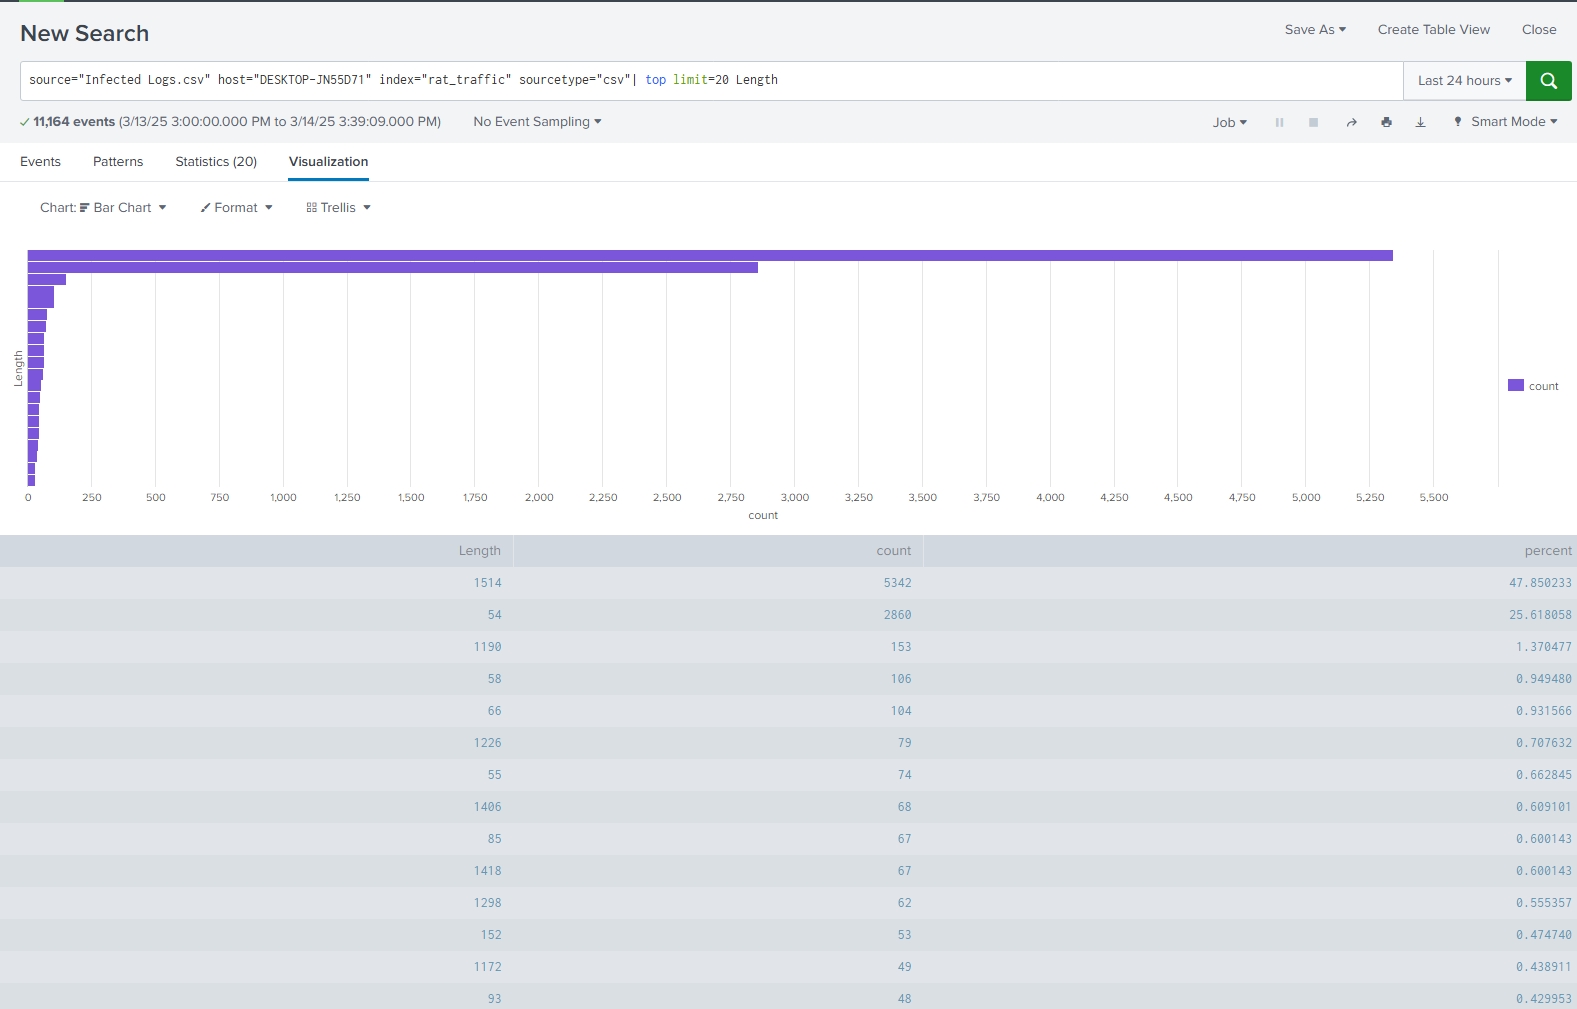 New Search
Save As Create Table View Close
source="Infected Logs.csv" host="DESKTOP-JN55D71" index="rat_traffic" sourcetype="csv"| top limit=20 Length
Last 24 hours
11,164 events (3/13/25 3:00:00.000 PM to 3/14/25 3:39:09.000 PM) No Event Sampling
Job Smart Mode
Events Patterns Statistics (20) Visualization
Chart: Bar Chart Format Trellis
Length
count
0 250 500 750 1,000 1,250 1,500 1,750 2,000 2,250 2,500 2,750 3,000 3,250 3,500 3,750 4,000 4,250 4,500 4,750 5,000 5,250 5,500
count
Length count percent
1514 5342 47.850233
54 2860 25.618058
1190 153 1.370477
58 106 0.949480
66 104 0.931566
1226 79 0.707632
55 74 0.662845
1406 68 0.609101
85 67 0.600143
1418 67 0.600143
1298 62 0.555357
152 53 0.474740
1172 49 0.438911
93 48 0.429953